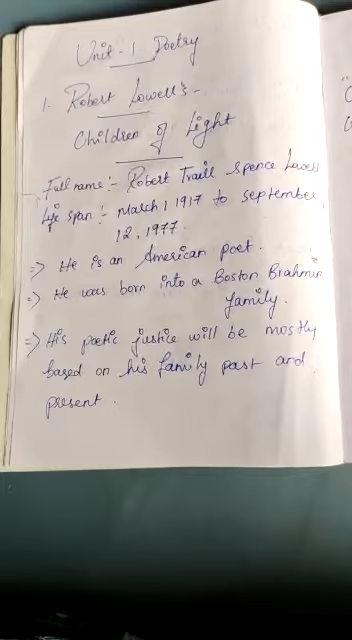 Unit - 1 Poetry
1. Robert Lowell's -
Children of Light
Full name :- Robert Traill Spence Lowell
Life span :- March 1 1917 to September
12, 1977.
=> He is an American poet.
=> He was born into a Boston Brahmin
family.
=> His poetic justice will be mostly
based on his family past and
present.